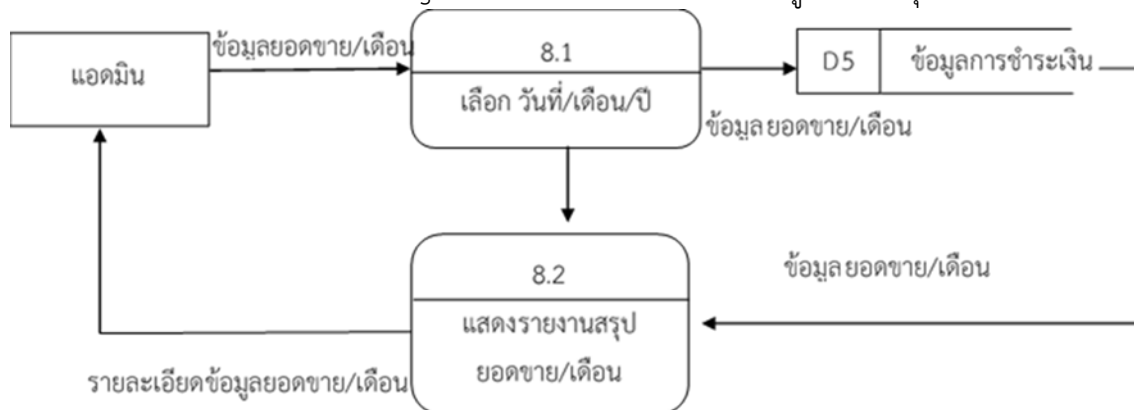 ข้อมูลยอดขาย/เดือน
แอดมิน
8.1
เลือก วันที่/เดือน/ปี
D5
ข้อมูลการชำระเงิน
ข้อมูลยอดขาย/เดือน
ข้อมูลยอดขาย/เดือน
8.2
แสดงรายงานสรุป
ยอดขาย/เดือน
รายละเอียดข้อมูลยอดขาย/เดือน